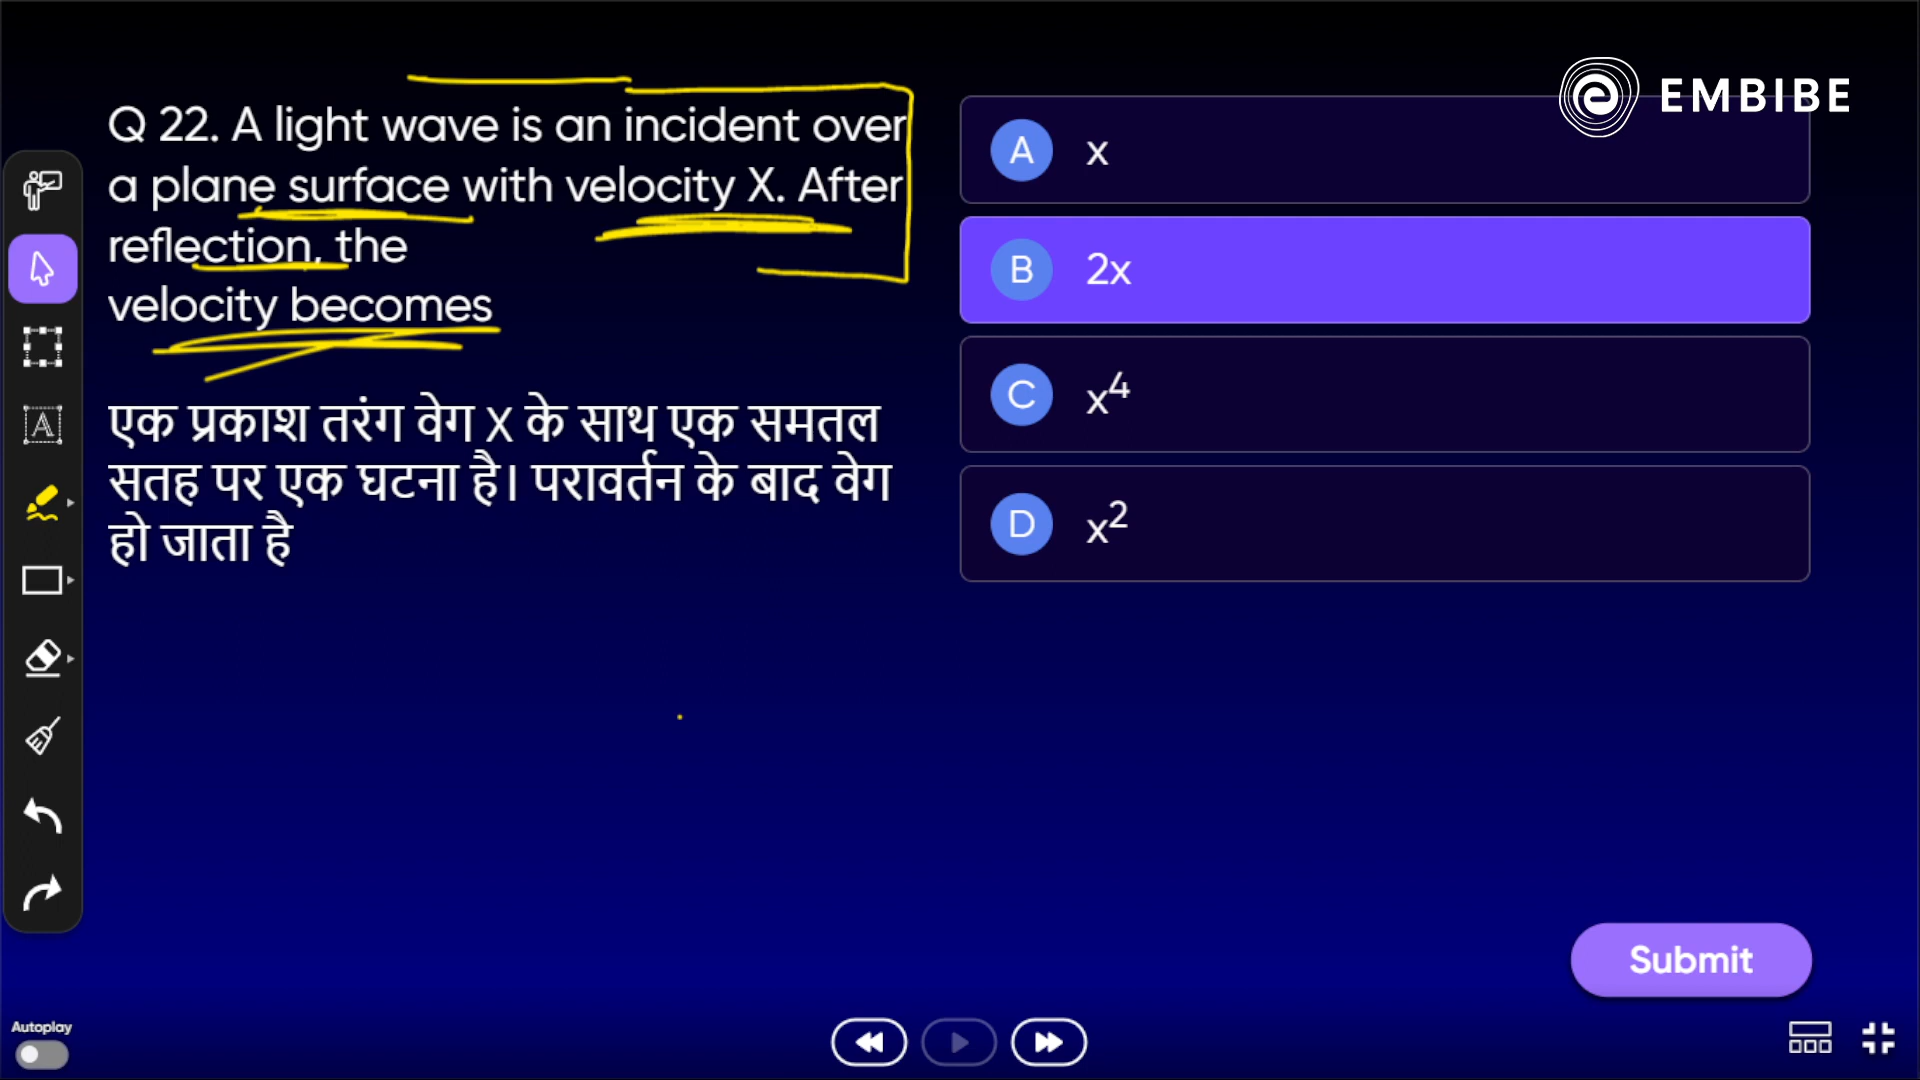 EMBIBE
Q 22. A light wave is an incident over
a plane surface with velocity X. After
reflection, the
velocity becomes
एक प्रकाश तरंग वेग X के साथ एक समतल
सतह पर एक घटना है। परावर्तन के बाद वेग
हो जाता है
A x
B 2x
C x⁴
D x²
Submit
Autoplay